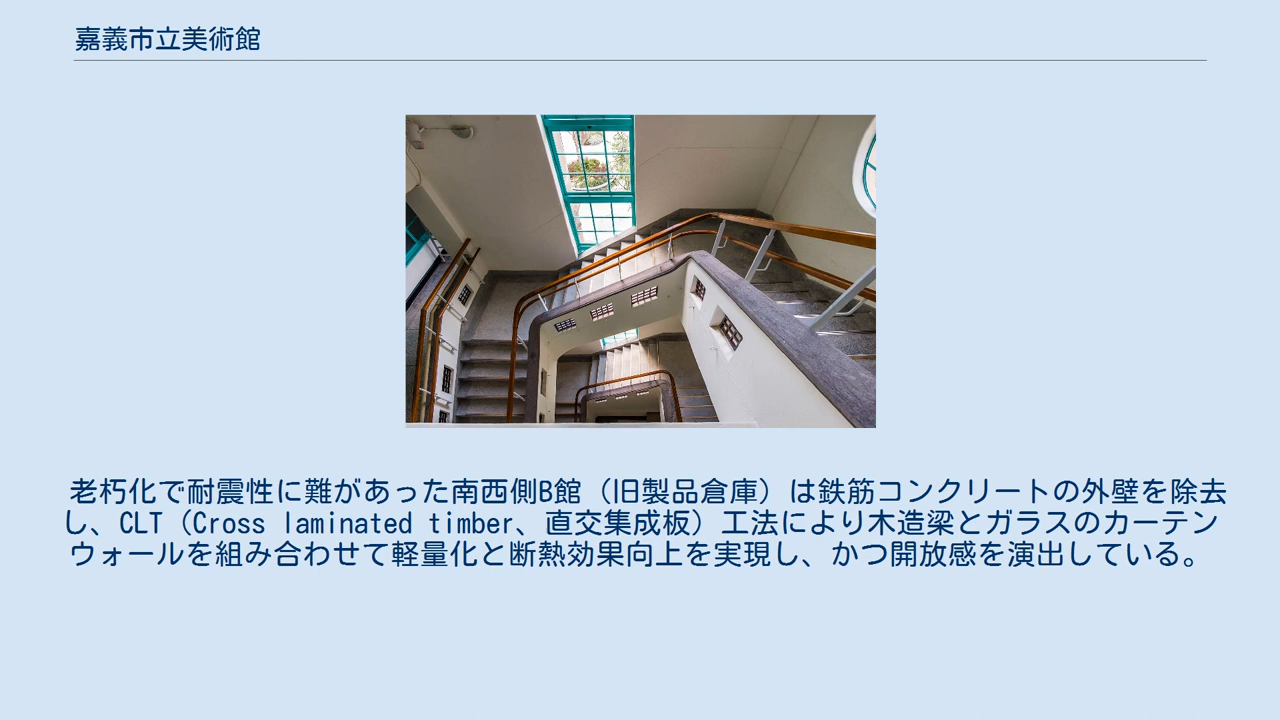 嘉義市立美術館
老朽化で耐震性に難があった南西側B館（旧製品倉庫）は鉄筋コンクリートの外壁を除去
し、CLT（Cross laminated timber、直交集成板）工法により木造梁とガラスのカーテン
ウォールを組み合わせて軽量化と断熱効果向上を実現し、かつ開放感を演出している。